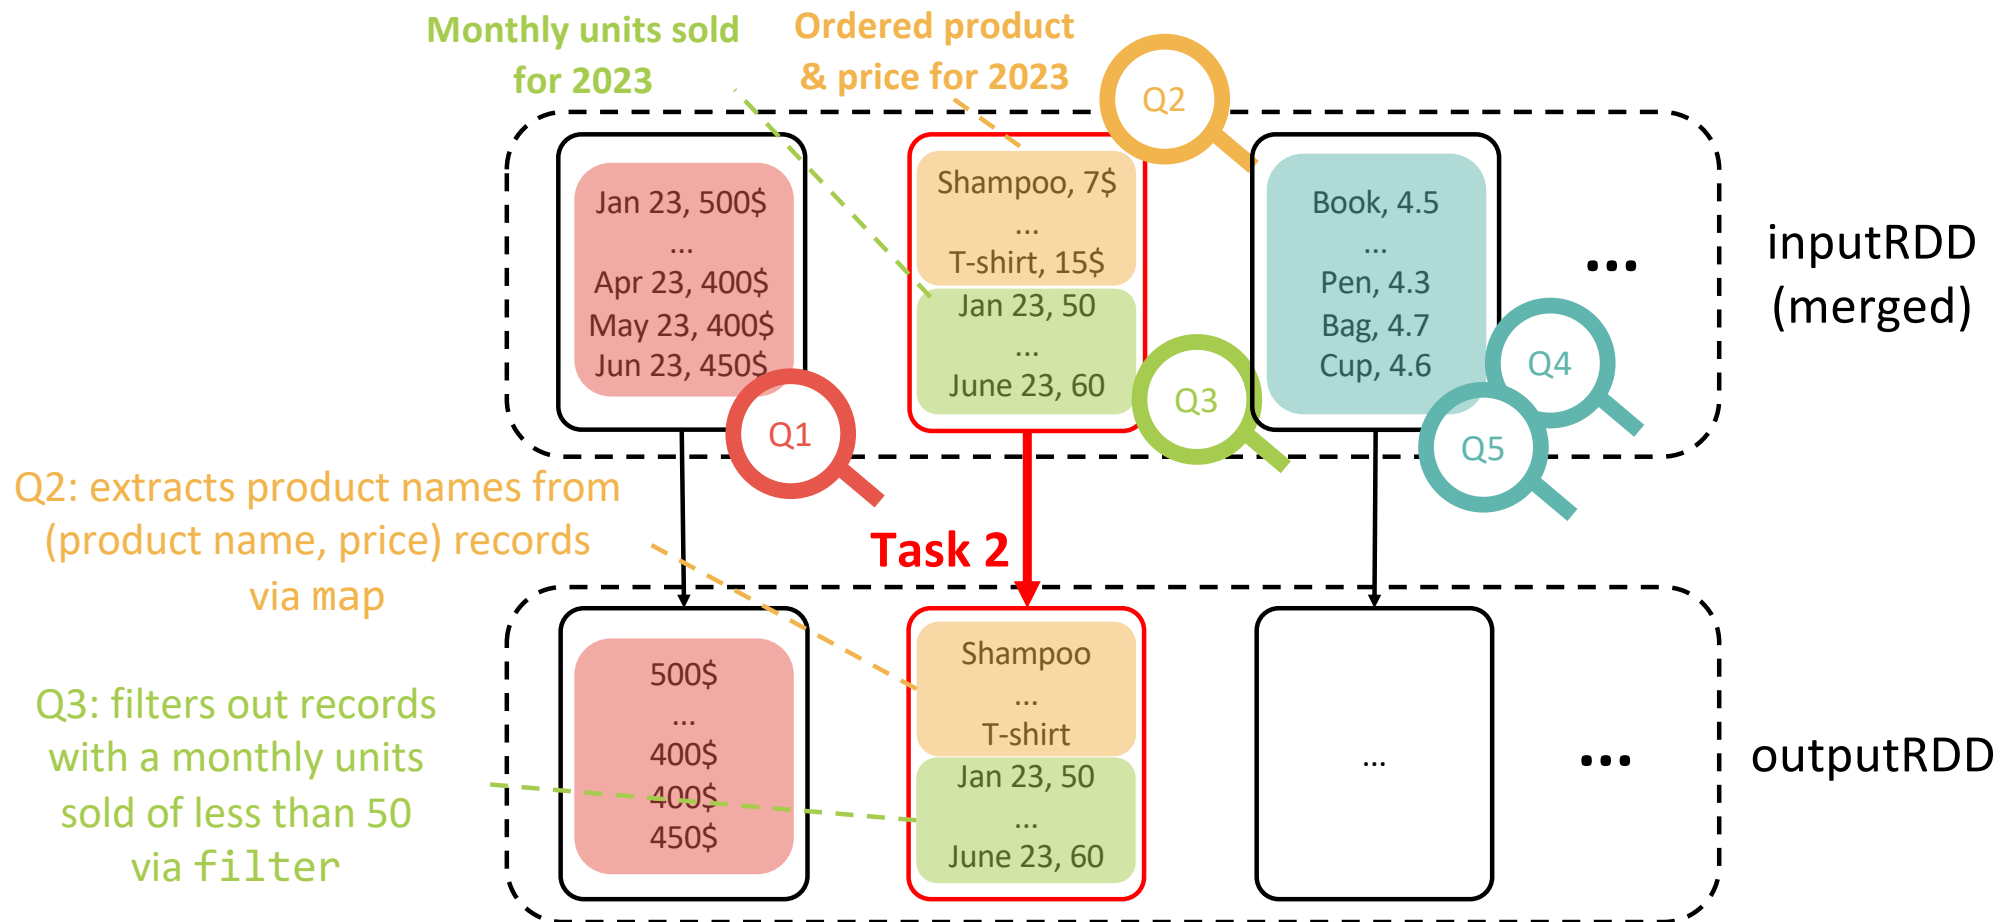 Monthly units sold
for 2023
Ordered product
& price for 2023
Q2
Jan 23, 500$
...
Apr 23, 400$
May 23, 400$
Jun 23, 450$
Q1
Shampoo, 7$
...
T-shirt, 15$
Jan 23, 50
...
June 23, 60
Q3
Book, 4.5
...
Pen, 4.3
Bag, 4.7
Cup, 4.6
Q4
Q5
...
inputRDD
(merged)
Q2: extracts product names from
(product name, price) records
via map
Task 2
Q3: filters out records
with a monthly units
sold of less than 50
via filter
500$
...
400$
400$
450$
Shampoo
...
T-shirt
Jan 23, 50
...
June 23, 60
...
...
outputRDD